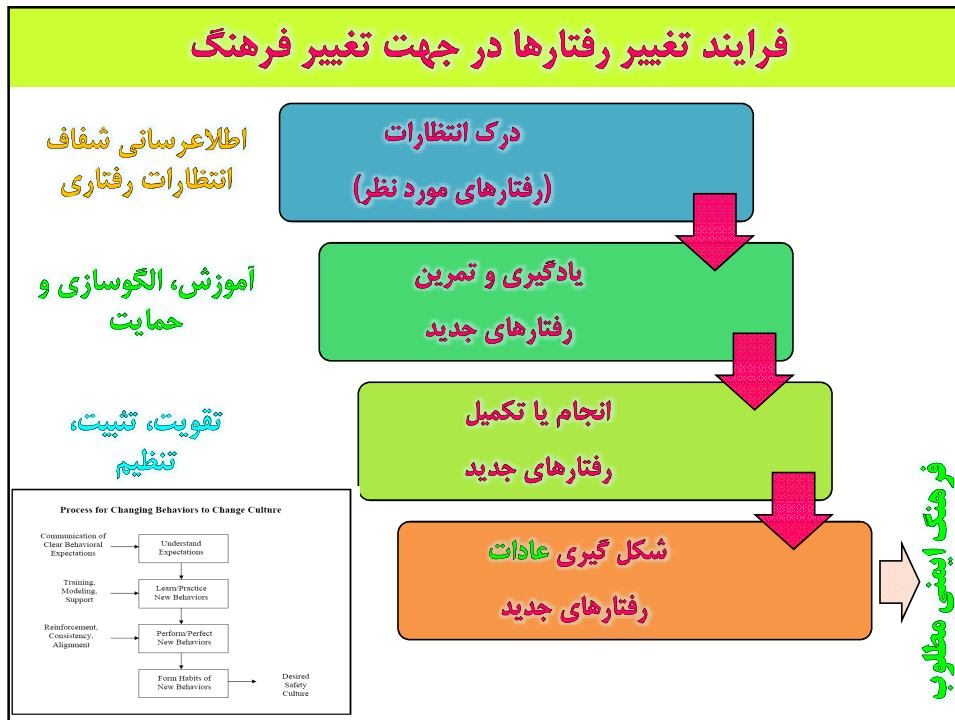 فرایند تغییر رفتارها در جهت تغییر فرهنگ
درک انتظارات
(رفتارهای مورد نظر)
اطلاعرسانی شفاف
انتظارات رفتاری
یادگیری و تمرین
رفتارهای جدید
آموزش، الگوسازی و
حمایت
انجام یا تکمیل
رفتارهای جدید
تقویت، تثبیت،
تنظیم
شکل گیری عادات
رفتارهای جدید
فرهنگ ایمنی مطلوب
Process for Changing Behaviors to Change Culture
Communication of
Clear Behavioral
Expectations
Understand
Expectations
Training,
Modeling,
Support
Learn/Practice
New Behaviors
Reinforcement,
Consistency,
Alignment
Perform/Perfect
New Behaviors
Form Habits of
New Behaviors
Desired
Safety
Culture